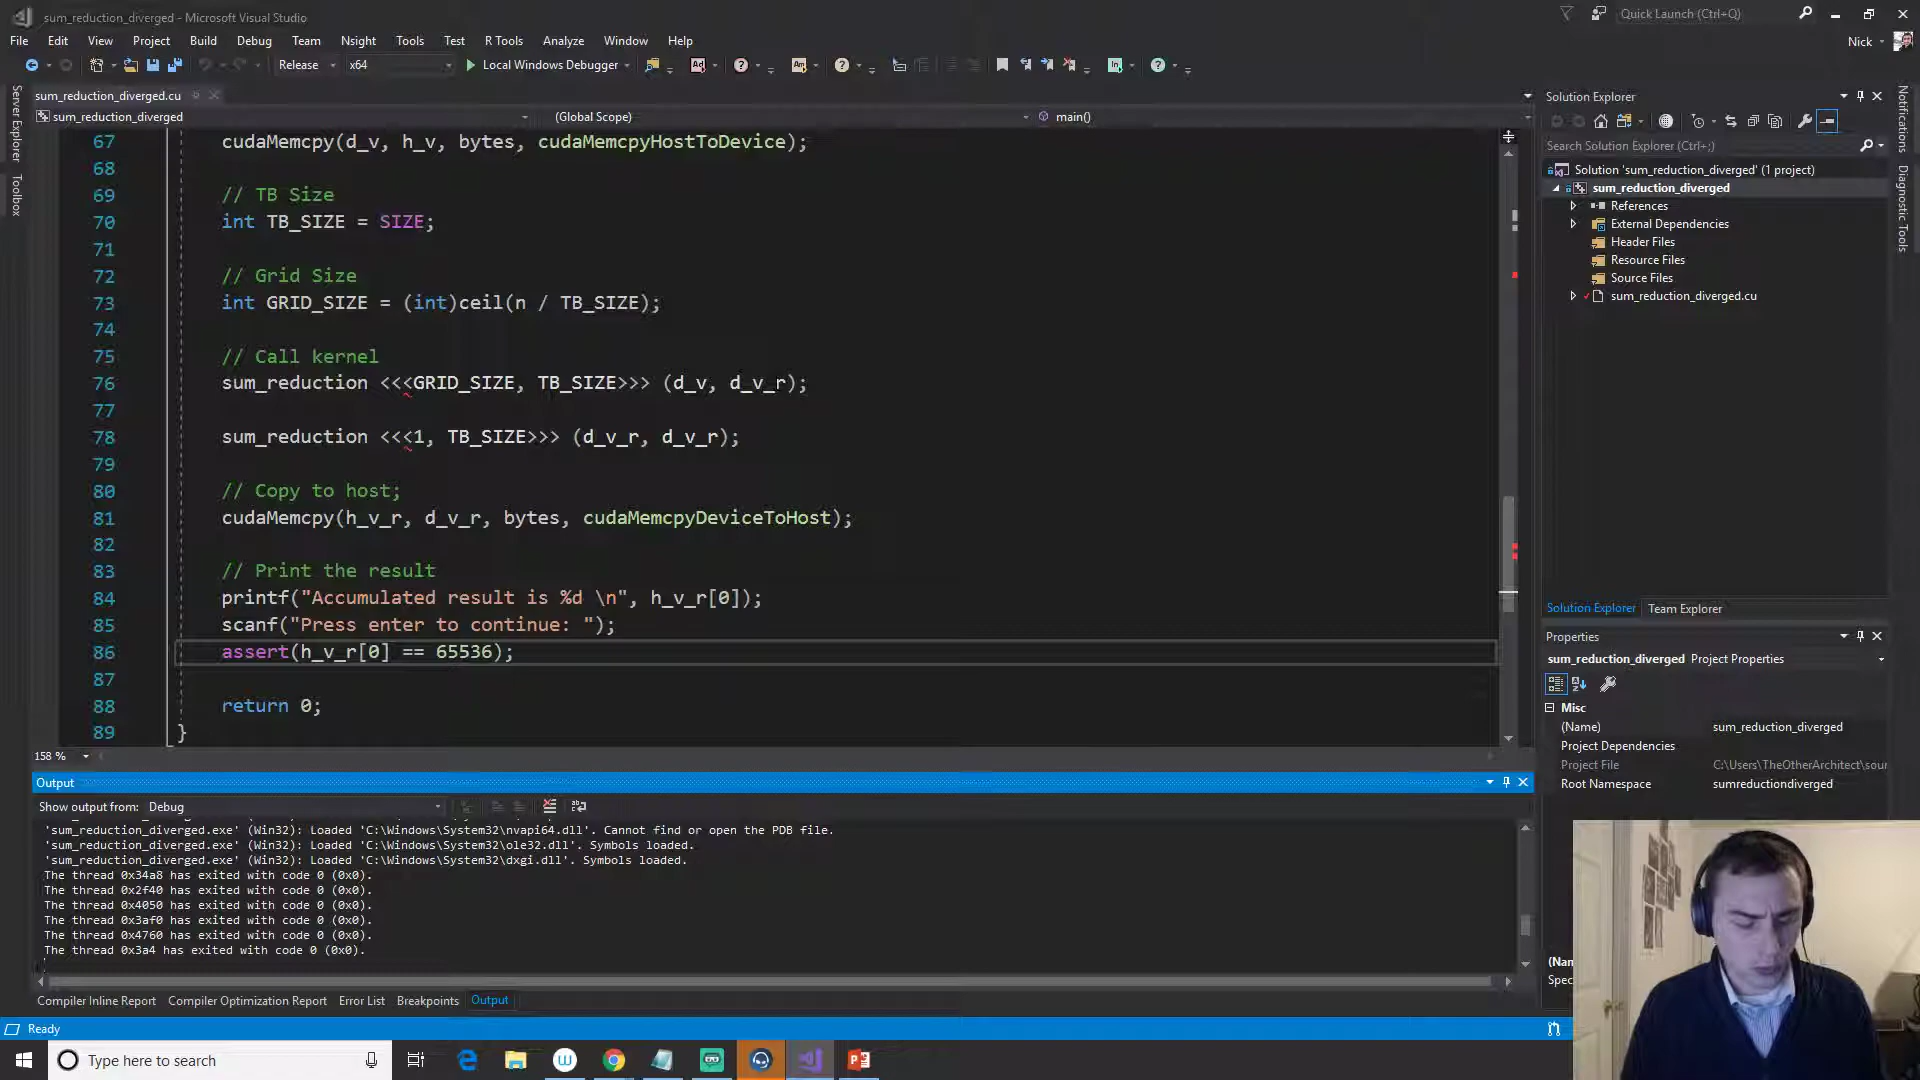 sum_reduction_diverged - Microsoft Visual Studio
Quick Launch (Ctrl+Q)
File Edit View Project Build Debug Team Nsight Tools Test R Tools Analyze Window Help
Nick
Release x64 Local Windows Debugger
Server Explorer
Toolbox
sum_reduction_diverged.cu
sum_reduction_diverged (Global Scope) main()
67 cudaMemcpy(d_v, h_v, bytes, cudaMemcpyHostToDevice);
68
69 // TB Size
70 int TB_SIZE = SIZE;
71
72 // Grid Size
73 int GRID_SIZE = (int)ceil(n / TB_SIZE);
74
75 // Call kernel
76 sum_reduction <<<GRID_SIZE, TB_SIZE>>> (d_v, d_v_r);
77
78 sum_reduction <<<1, TB_SIZE>>> (d_v_r, d_v_r);
79
80 // Copy to host;
81 cudaMemcpy(h_v_r, d_v_r, bytes, cudaMemcpyDeviceToHost);
82
83 // Print the result
84 printf("Accumulated result is %d \n", h_v_r[0]);
85 scanf("Press enter to continue: ");
86 assert(h_v_r[0] == 65536);
87
88 return 0;
89 }
158 %
Output
Show output from: Debug
'sum_reduction_diverged.exe' (Win32): Loaded 'C:\Windows\System32\nvapi64.dll'. Cannot find or open the PDB file.
'sum_reduction_diverged.exe' (Win32): Loaded 'C:\Windows\System32\ole32.dll'. Symbols loaded.
'sum_reduction_diverged.exe' (Win32): Loaded 'C:\Windows\System32\dxgi.dll'. Symbols loaded.
The thread 0x34a8 has exited with code 0 (0x0).
The thread 0x2f40 has exited with code 0 (0x0).
The thread 0x4050 has exited with code 0 (0x0).
The thread 0x3af0 has exited with code 0 (0x0).
The thread 0x4760 has exited with code 0 (0x0).
The thread 0x3a4 has exited with code 0 (0x0).
Compiler Inline Report Compiler Optimization Report Error List Breakpoints Output
Ready
Type here to search
Solution Explorer
Search Solution Explorer (Ctrl+;)
Solution 'sum_reduction_diverged' (1 project)
sum_reduction_diverged
References
External Dependencies
Header Files
Resource Files
Source Files
sum_reduction_diverged.cu
Solution Explorer Team Explorer
Properties
sum_reduction_diverged Project Properties
Misc
(Name) sum_reduction_diverged
Project Dependencies
Project File C:\Users\TheOtherArchitect\sour
Root Namespace sumreductiondiverged
(Nan
Spec
Notifications
Diagnostic Tools